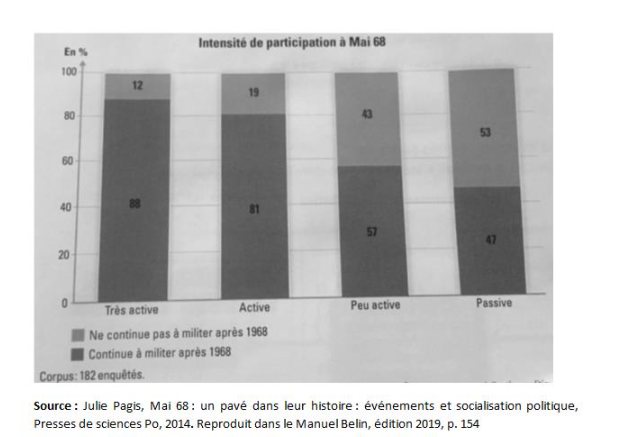 Intensité de participation à Mai 68
En %
100
80
60
40
20
0
12
88
19
81
43
57
53
47
Très active
Active
Peu active
Passive
Ne continue pas à militer après 1968
Continue à militer après 1968
Corpus: 182 enquêtés.
Source : Julie Pagis, Mai 68 : un pavé dans leur histoire : événements et socialisation politique,
Presses de sciences Po, 2014. Reproduit dans le Manuel Belin, édition 2019, p. 154